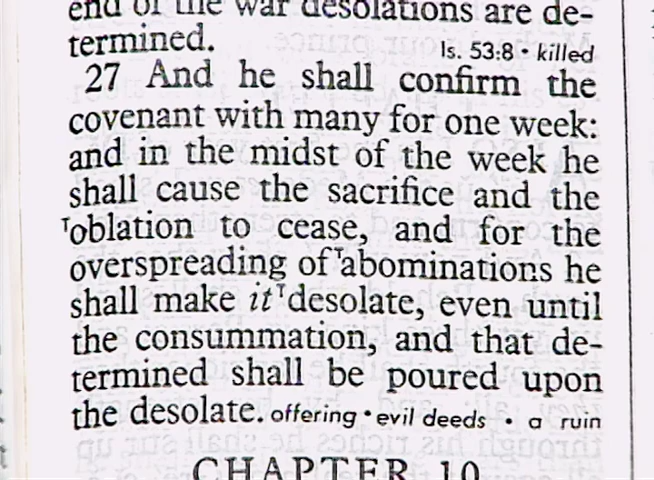 end of the war desolations are de-
termined. Is. 53:8 • killed
27 And he shall confirm the
covenant with many for one week:
and in the midst of the week he
shall cause the sacrifice and the
ᵀoblation to cease, and for the
overspreading of ᵀabominations he
shall make it ᵀdesolate, even until
the consummation, and that de-
termined shall be poured upon
the desolate. offering • evil deeds • a ruin
CHAPTER 10